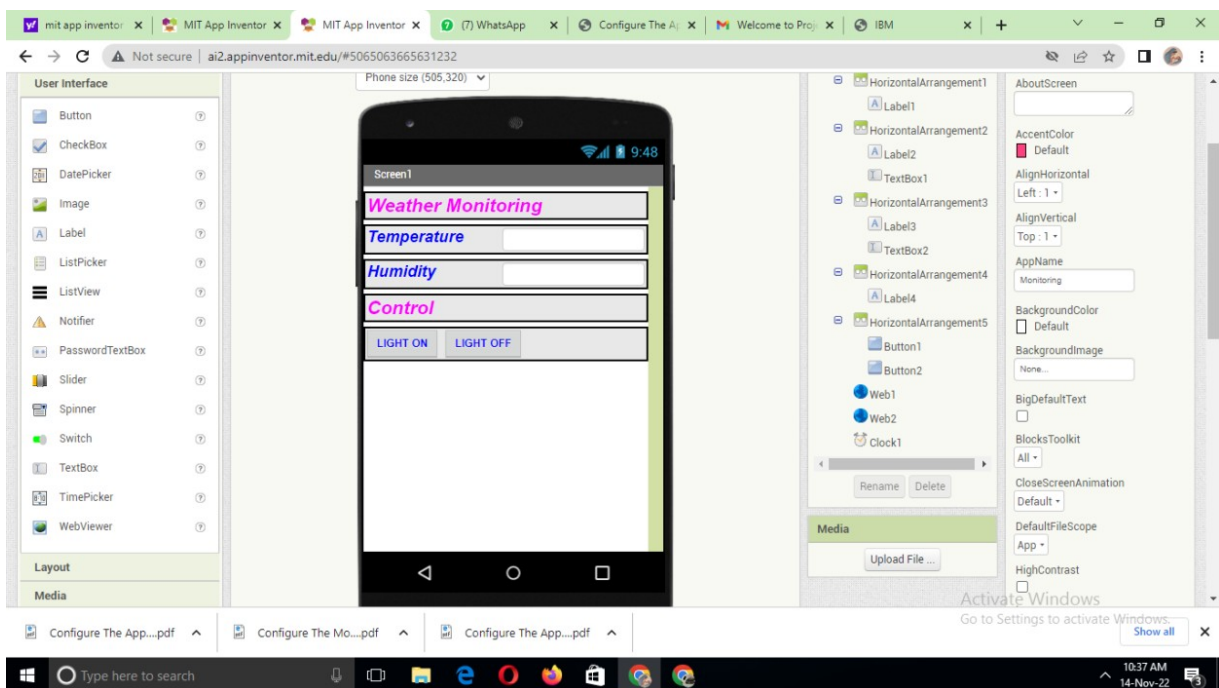 mit app inventor
MIT App Inventor
MIT App Inventor
(7) WhatsApp
Configure The A
Welcome to Proj
IBM
Not secure | ai2.appinventor.mit.edu/#5065063665631232
User Interface
Button
CheckBox
DatePicker
Image
Label
ListPicker
ListView
Notifier
PasswordTextBox
Slider
Spinner
Switch
TextBox
TimePicker
WebViewer
Layout
Media
Phone size (505,320)
9:48
Screen1
Weather Monitoring
Temperature
Humidity
Control
LIGHT ON LIGHT OFF
HorizontalArrangement1
Label1
HorizontalArrangement2
Label2
TextBox1
HorizontalArrangement3
Label3
TextBox2
HorizontalArrangement4
Label4
HorizontalArrangement5
Button1
Button2
Web1
Web2
Clock1
Rename Delete
Media
Upload File ...
AboutScreen
AccentColor
Default
AlignHorizontal
Left : 1
AlignVertical
Top : 1
AppName
Monitoring
BackgroundColor
Default
BackgroundImage
None...
BigDefaultText
BlocksToolkit
All
CloseScreenAnimation
Default
DefaultFileScope
App
HighContrast
Activate Windows
Go to Settings to activate Windows.
Configure The App....pdf
Configure The Mo....pdf
Configure The App....pdf
Show all
Type here to search
10:37 AM
14-Nov-22
3